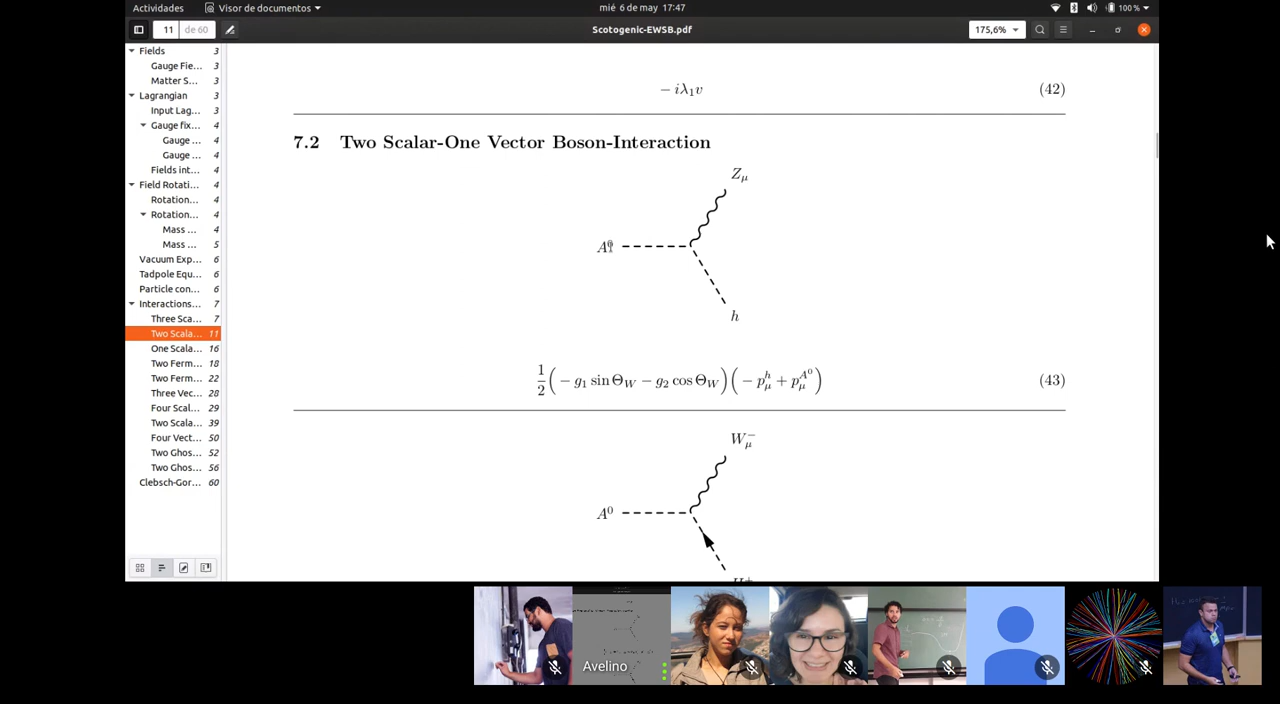 Actividades Visor de documentos mié 6 de may 17:47 100 %
11 de 60 Scotogenic-EWSB.pdf 175,6%
Fields 3
Gauge Fie… 3
Matter S… 3
Lagrangian 3
Input Lag… 3
Gauge fix… 4
Gauge … 4
Gauge … 4
Fields int… 4
Field Rotati… 4
Rotation… 4
Rotation… 4
Mass … 4
Mass … 5
Vacuum Exp… 6
Tadpole Equ… 6
Particle con… 6
Interactions… 7
Three Sca… 7
Two Scala… 11
One Scala… 16
Two Ferm… 18
Two Ferm… 22
Three Vec… 28
Four Scal… 29
Two Scala… 39
Four Vect… 50
Two Ghos… 52
Two Ghos… 56
Clebsch-Gor… 60
− iλ₁v (42)
7.2 Two Scalar-One Vector Boson-Interaction
Z_μ
A⁰
h
1/2(− g₁ sin Θ_W − g₂ cos Θ_W)(− p^h_μ + p^{A⁰}_μ) (43)
W^−_μ
A⁰
Avelino